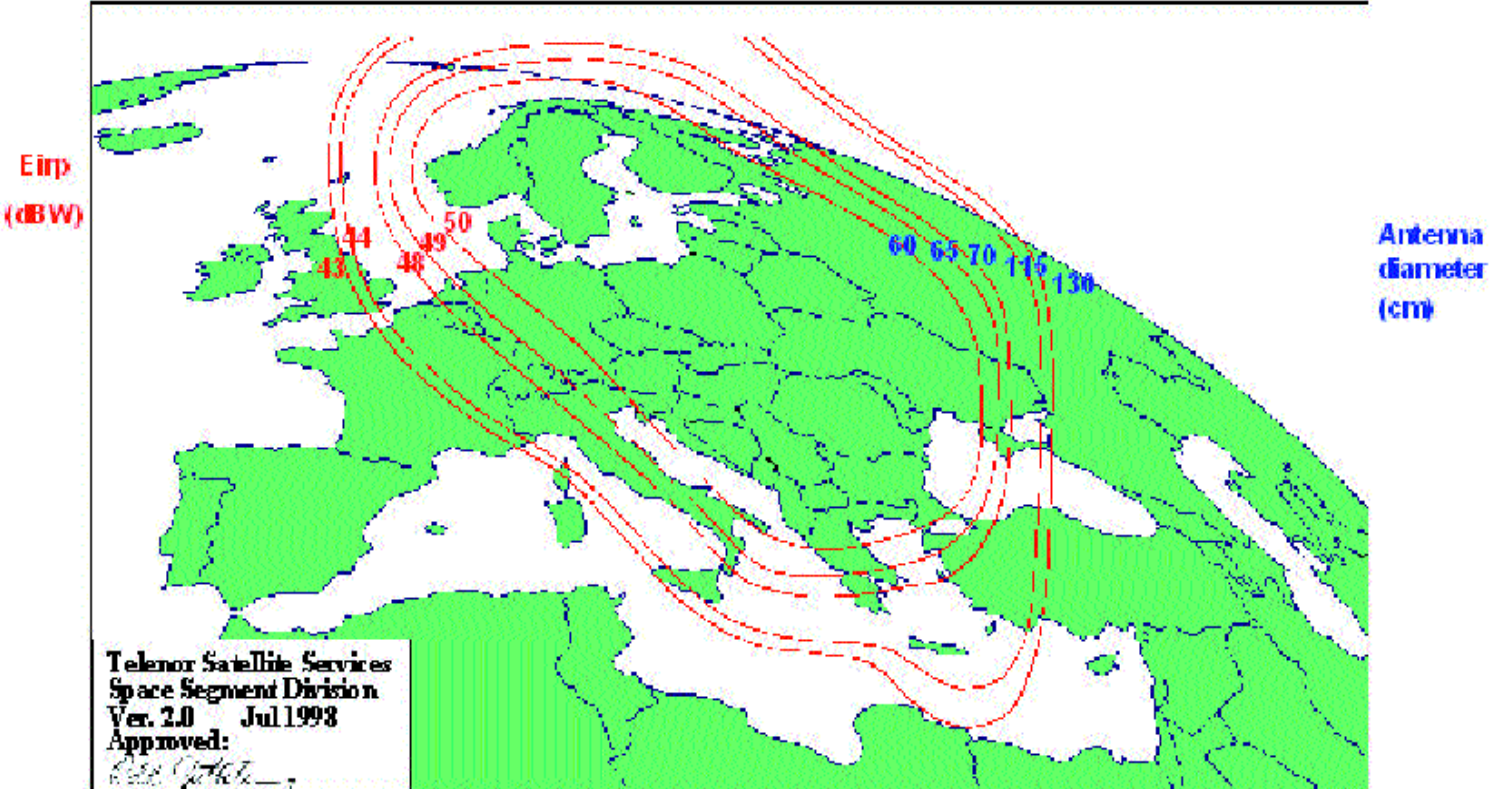 Eirp
(dBW)
50
44
49
43
48
60 65 70 115
130
Antenna
diameter
(cm)
Telenor Satellite Services
Space Segment Division
Ver. 2.0 Jul 1998
Approved: